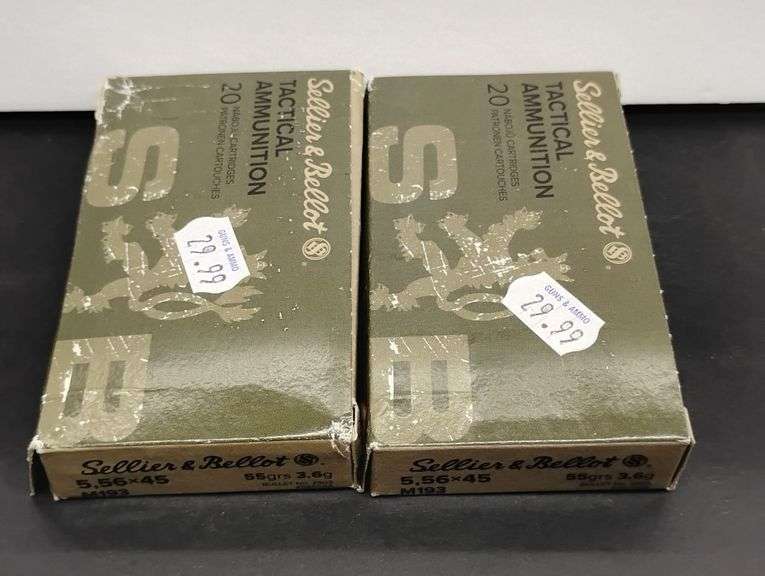 Sellier & Bellot
TACTICAL
AMMUNITION
20 NÁBOJŮ CARTRIDGES
PATRONEN CARTOUCHES
S
B
GUNS & AMMO
29.99
Sellier & Bellot
5,56×45
M193
55grs 3.6g
Sellier & Bellot
TACTICAL
AMMUNITION
20 NÁBOJŮ CARTRIDGES
PATRONEN CARTOUCHES
S
B
GUNS & AMMO
29.99
Sellier & Bellot
5,56×45
M193
55grs 3.6g